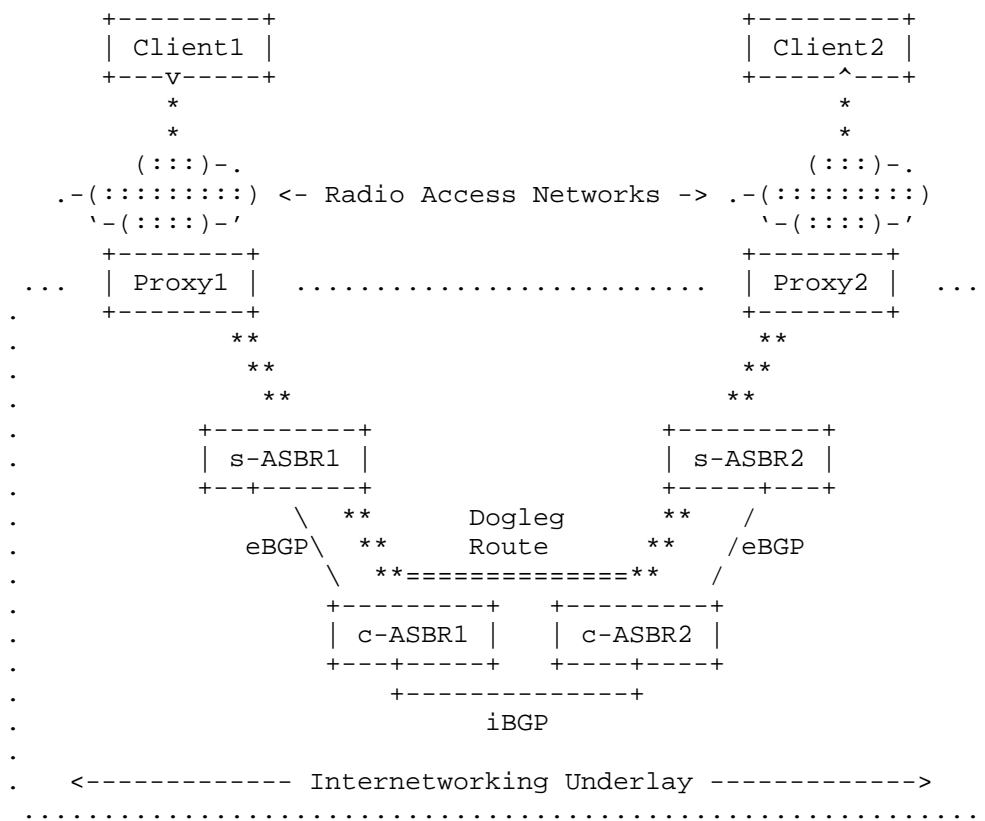 Client1 Client2
<- Radio Access Networks ->
... Proxy1 .......................... Proxy2 ...
s-ASBR1 s-ASBR2
Dogleg
eBGP Route eBGP
c-ASBR1 c-ASBR2
iBGP
<------------- Internetworking Underlay ------------->